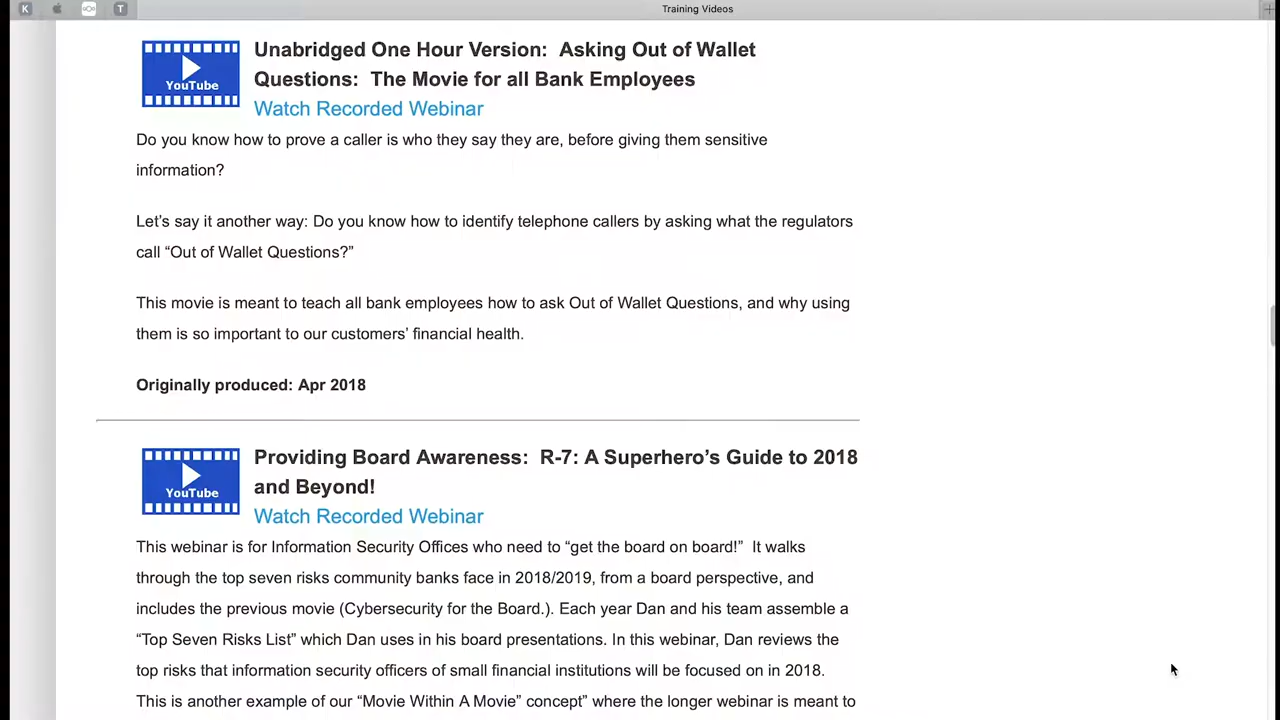 K
T
Training Videos
YouTube
Unabridged One Hour Version:  Asking Out of Wallet
Questions:  The Movie for all Bank Employees
Watch Recorded Webinar
Do you know how to prove a caller is who they say they are, before giving them sensitive
information?
Let’s say it another way: Do you know how to identify telephone callers by asking what the regulators
call “Out of Wallet Questions?”
This movie is meant to teach all bank employees how to ask Out of Wallet Questions, and why using
them is so important to our customers’ financial health.
Originally produced: Apr 2018
YouTube
Providing Board Awareness:  R-7: A Superhero’s Guide to 2018
and Beyond!
Watch Recorded Webinar
This webinar is for Information Security Offices who need to “get the board on board!”  It walks
through the top seven risks community banks face in 2018/2019, from a board perspective, and
includes the previous movie (Cybersecurity for the Board.). Each year Dan and his team assemble a
“Top Seven Risks List” which Dan uses in his board presentations. In this webinar, Dan reviews the
top risks that information security officers of small financial institutions will be focused on in 2018.
This is another example of our “Movie Within A Movie” concept” where the longer webinar is meant to